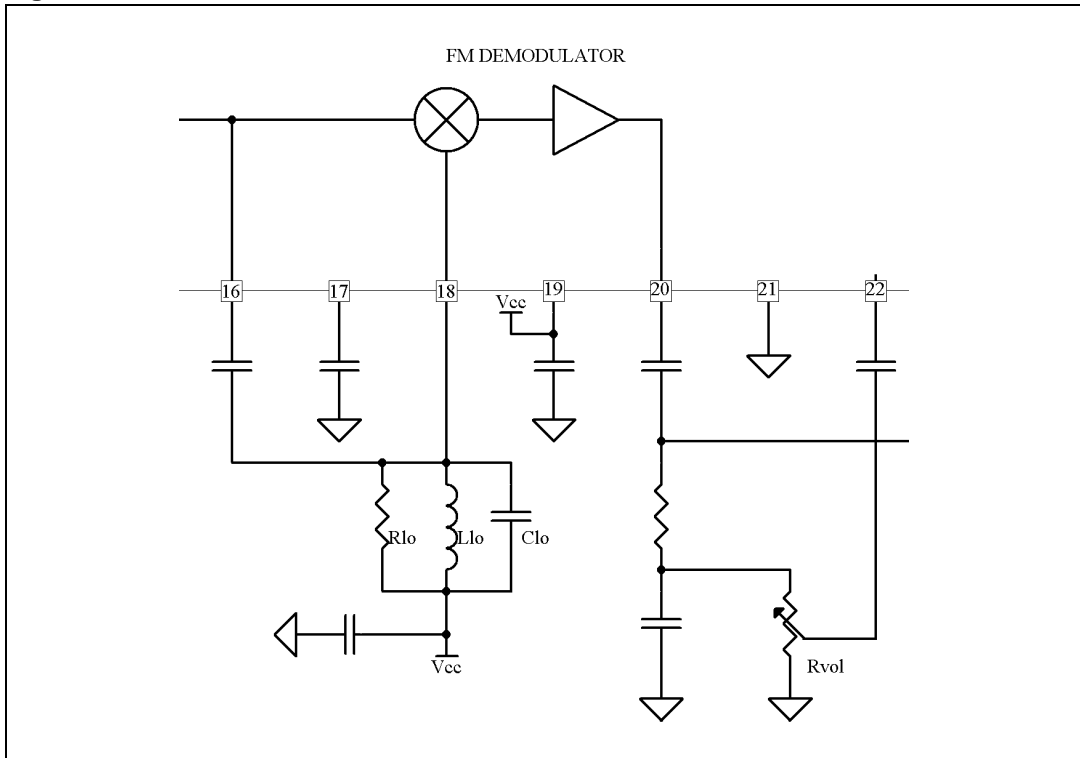 FM DEMODULATOR
16 17 18 19 20 21 22
Vcc
Rlo Llo Clo
Vcc
Rvol